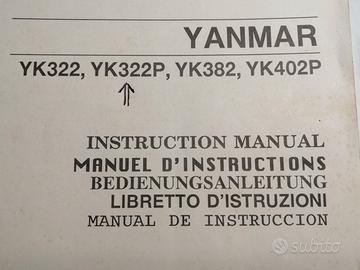 YANMAR
YK322, YK322P, YK382, YK402P
INSTRUCTION MANUAL
MANUEL D'INSTRUCTIONS
BEDIENUNGSANLEITUNG
LIBRETTO D'ISTRUZIONI
MANUAL DE INSTRUCCION
subito